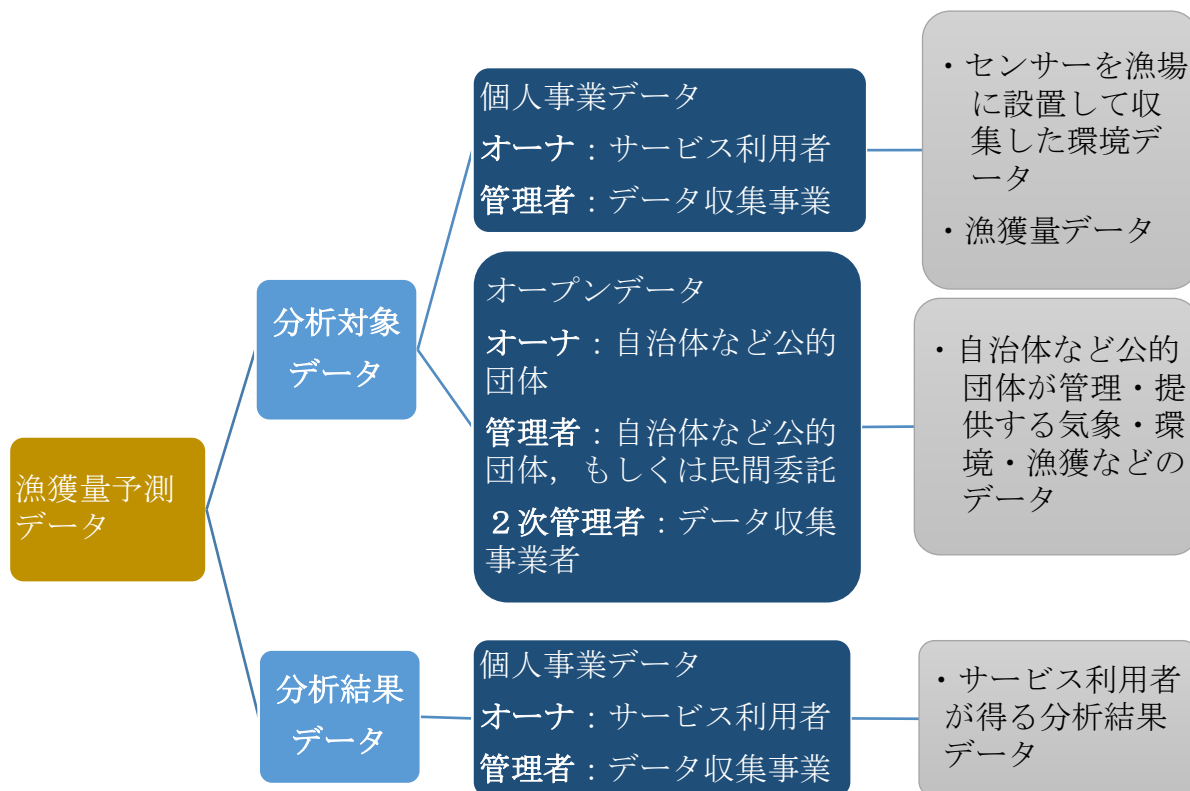 漁獲量予測
データ
分析対象
データ
個人事業データ
オーナ：サービス利用者
管理者：データ収集事業
・センサーを漁場
に設置して収
集した環境デ
ータ
・漁獲量データ
オープンデータ
オーナ：自治体など公的
団体
管理者：自治体など公的
団体，もしくは民間委託
２次管理者：データ収集
事業者
・自治体など公的
団体が管理・提
供する気象・環
境・漁獲などの
データ
分析結果
データ
個人事業データ
オーナ：サービス利用者
管理者：データ収集事業
・サービス利用者
が得る分析結果
データ